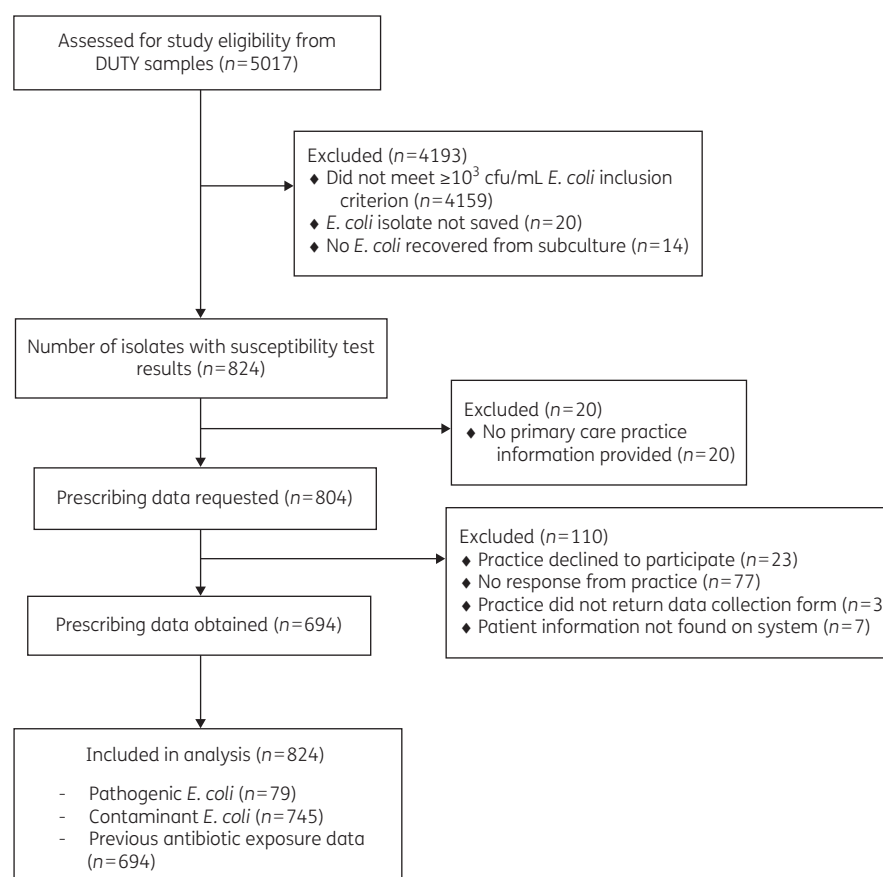 Assessed for study eligibility from
DUTY samples (n=5017)
Excluded (n=4193)
♦ Did not meet ≥10³ cfu/mL E. coli inclusion
criterion (n=4159)
♦ E. coli isolate not saved (n=20)
♦ No E. coli recovered from subculture (n=14)
Number of isolates with susceptibility test
results (n=824)
Excluded (n=20)
♦ No primary care practice
information provided (n=20)
Prescribing data requested (n=804)
Excluded (n=110)
♦ Practice declined to participate (n=23)
♦ No response from practice (n=77)
♦ Practice did not return data collection form (n=3
♦ Patient information not found on system (n=7)
Prescribing data obtained (n=694)
Included in analysis (n=824)
- Pathogenic E. coli (n=79)
- Contaminant E. coli (n=745)
- Previous antibiotic exposure data
(n=694)